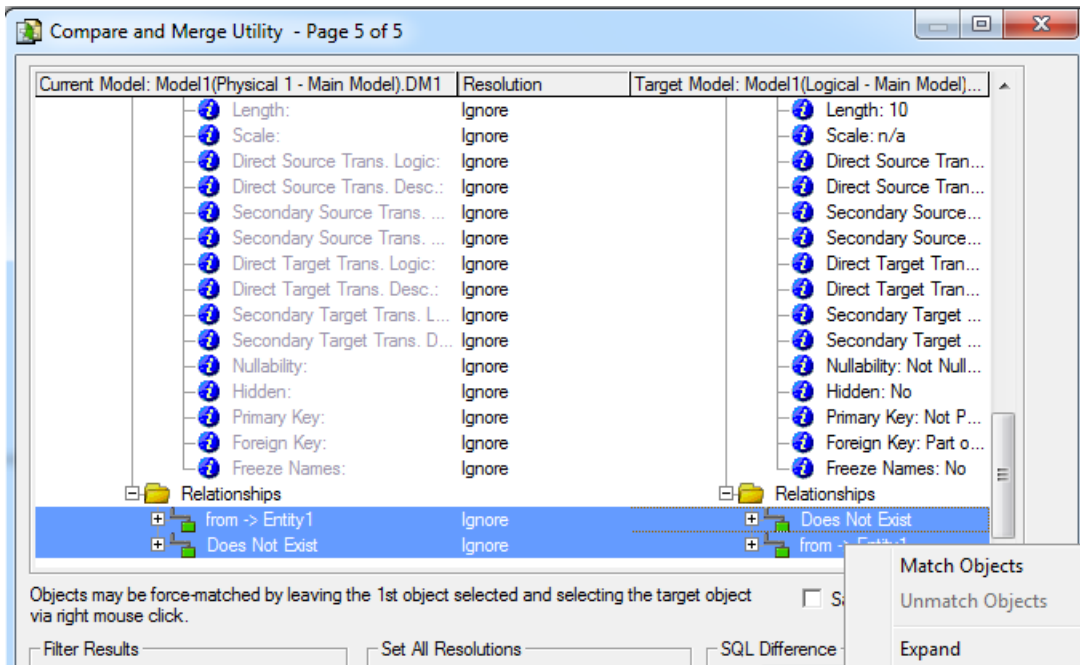 Compare and Merge Utility - Page 5 of 5
Current Model: Model1(Physical 1 - Main Model).DM1 Resolution Target Model: Model1(Logical - Main Model)...
Length: Ignore Length: 10
Scale: Ignore Scale: n/a
Direct Source Trans. Logic: Ignore Direct Source Tran...
Direct Source Trans. Desc.: Ignore Direct Source Tran...
Secondary Source Trans. ... Ignore Secondary Source...
Secondary Source Trans. ... Ignore Secondary Source...
Direct Target Trans. Logic: Ignore Direct Target Tran...
Direct Target Trans. Desc.: Ignore Direct Target Tran...
Secondary Target Trans. L... Ignore Secondary Target ...
Secondary Target Trans. D... Ignore Secondary Target ...
Nullability: Ignore Nullability: Not Null...
Hidden: Ignore Hidden: No
Primary Key: Ignore Primary Key: Not P...
Foreign Key: Ignore Foreign Key: Part o...
Freeze Names: Ignore Freeze Names: No
Relationships Relationships
from -> Entity1 Ignore Does Not Exist
Does Not Exist Ignore from ->
Match Objects
Unmatch Objects
Expand
Objects may be force-matched by leaving the 1st object selected and selecting the target object
via right mouse click.
Filter Results Set All Resolutions SQL Difference